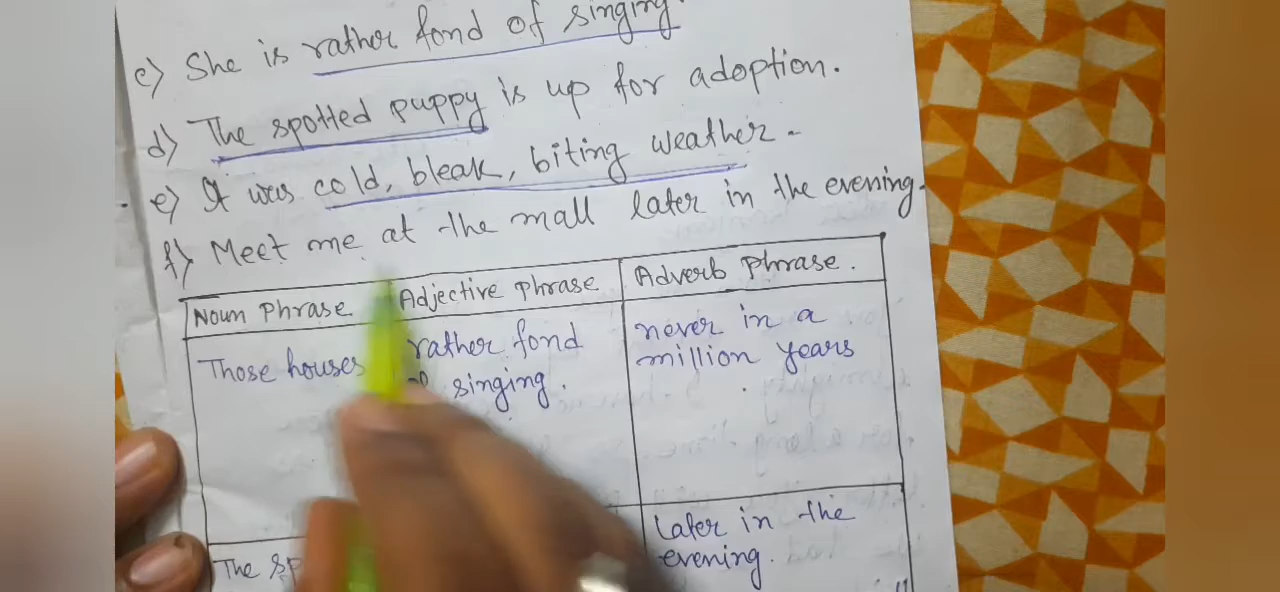 c) She is rather fond of singing.
d) The spotted puppy is up for adoption.
e) It was cold, bleak, biting weather.
f) Meet me at the mall later in the evening.
Noun Phrase Adjective phrase Adverb phrase.
Those houses rather fond never in a
singing. million years
The later in the
evening.